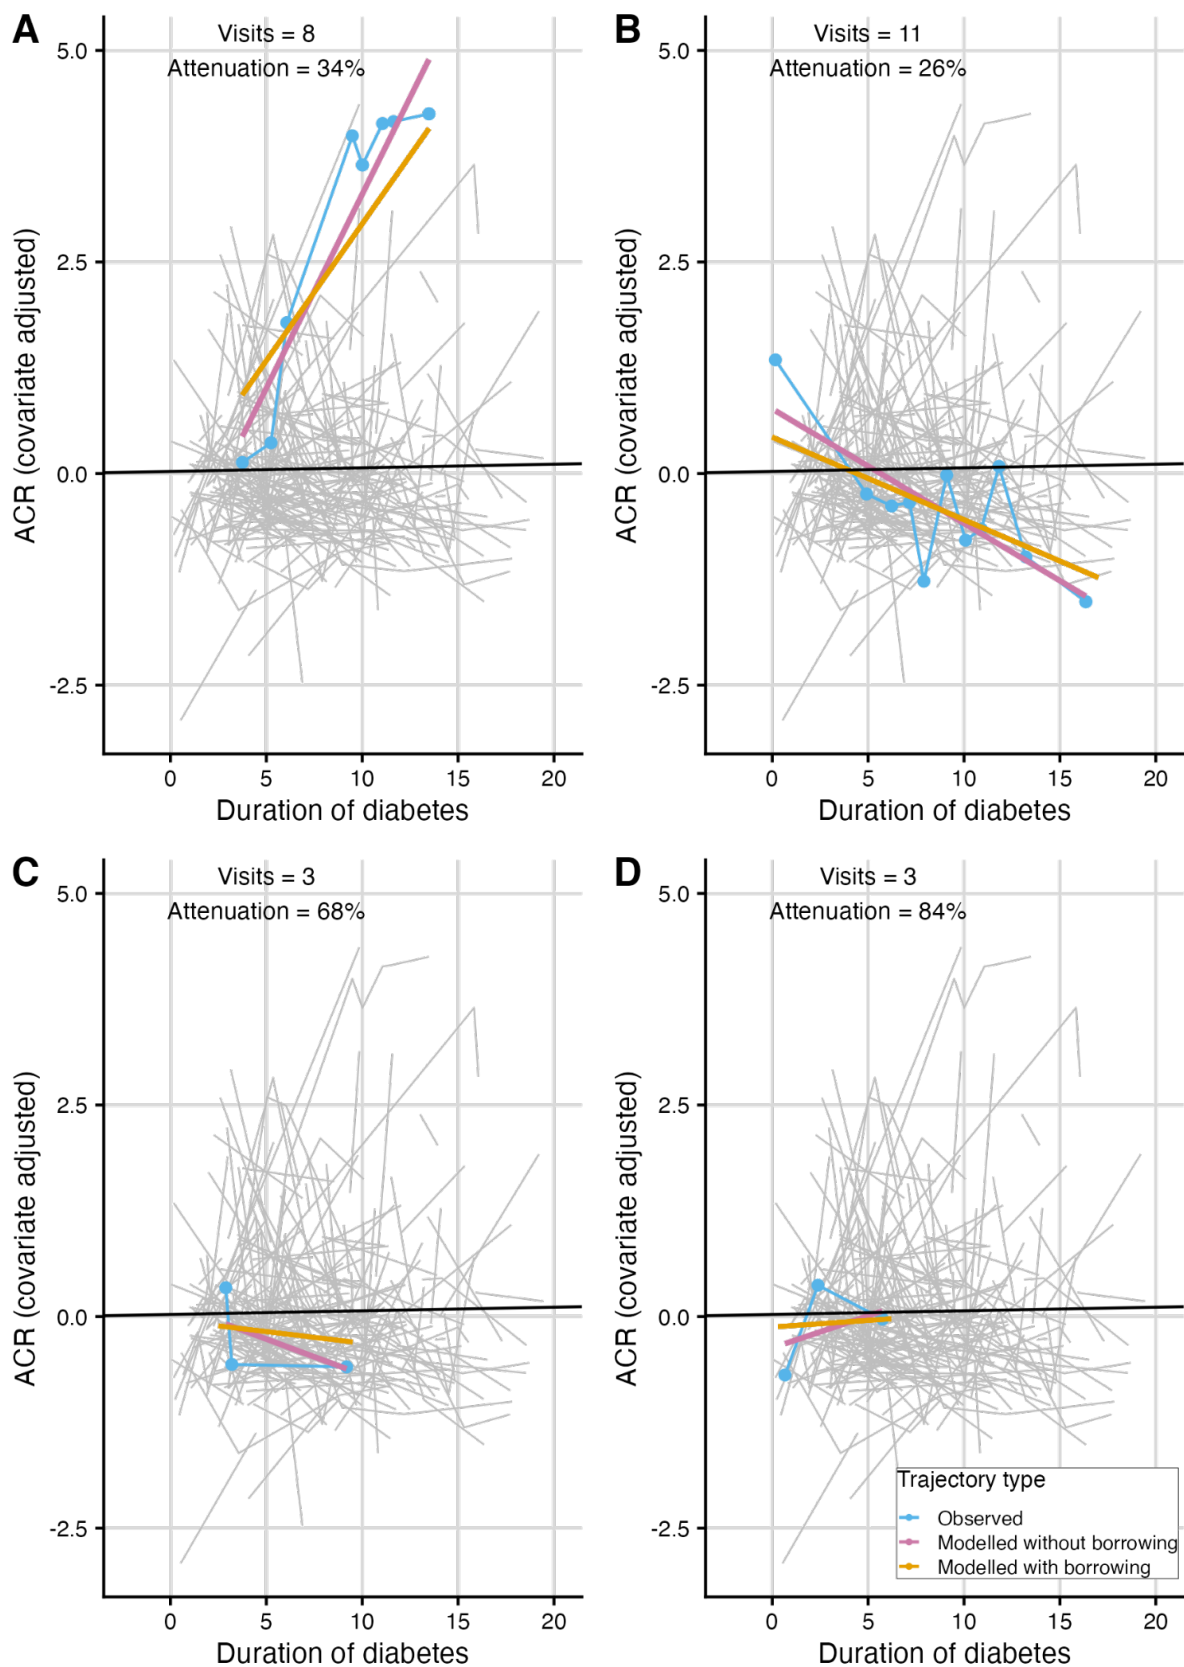 A
Visits = 8
Attenuation = 34%
5.0
2.5
0.0
-2.5
ACR (covariate adjusted)
0 5 10 15 20
Duration of diabetes
B
Visits = 11
Attenuation = 26%
5.0
2.5
0.0
-2.5
ACR (covariate adjusted)
0 5 10 15 20
Duration of diabetes
C
Visits = 3
Attenuation = 68%
5.0
2.5
0.0
-2.5
ACR (covariate adjusted)
0 5 10 15 20
Duration of diabetes
D
Visits = 3
Attenuation = 84%
5.0
2.5
0.0
-2.5
ACR (covariate adjusted)
Trajectory type
Observed
Modelled without borrowing
Modelled with borrowing
0 5 10 15 20
Duration of diabetes